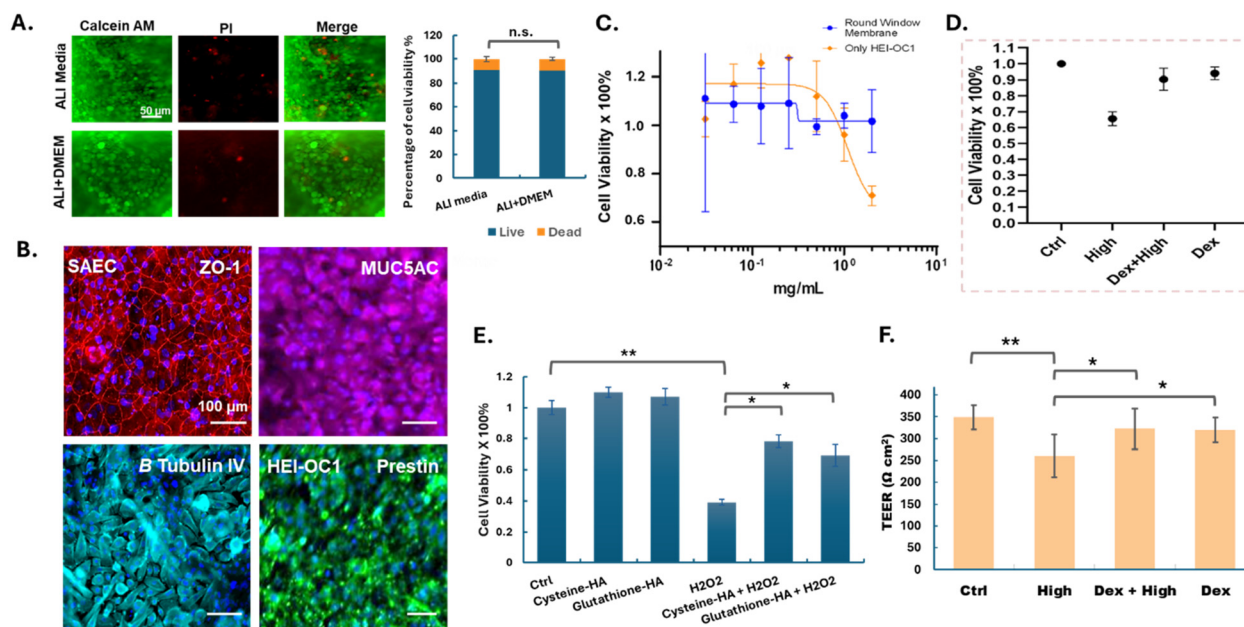 A.
Calcein AM
PI
Merge
ALI Media
50 µm
ALI+DMEM
n.s.
Percentage of cell viability %
120
100
80
60
40
20
0
ALI media
ALI+DMEM
Live
Dead
B.
SAEC
ZO-1
100 µm
MUC5AC
B Tubulin IV
HEI-OC1
Prestin
C.
Round Window
Membrane
Only HEI-OC1
Cell Viability x 100%
1.2
1.0
0.8
0.6
10-2
10-1
100
101
mg/mL
D.
Cell Viability x 100%
1.1
1.0
0.9
0.8
0.7
0.6
0.5
0.4
0.3
0.2
0.1
Ctrl
High
Dex+High
Dex
E.
**
*
*
Cell Viability X 100%
1.2
1
0.8
0.6
0.4
0.2
0
Ctrl
Cysteine-HA
Glutathione-HA
H2O2
Cysteine-HA + H2O2
Glutathione-HA + H2O2
F.
**
*
*
TEER (Ω cm²)
400
350
300
250
200
150
100
50
0
Ctrl
High
Dex + High
Dex